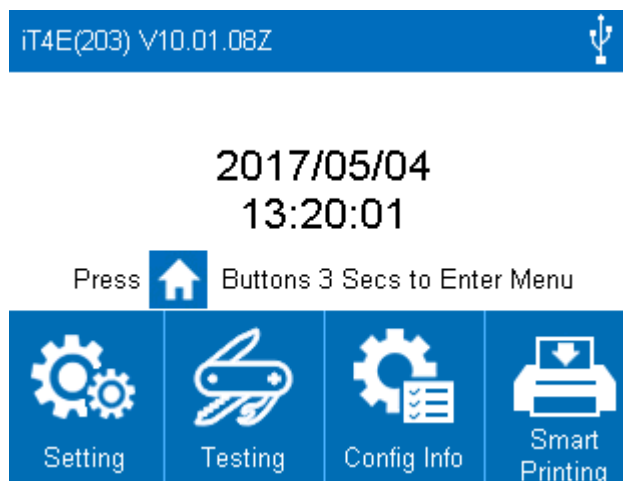 iT4E(203) V10.01.08Z
2017/05/04
13:20:01
Press Buttons 3 Secs to Enter Menu
Setting
Testing
Config Info
Smart
Printing